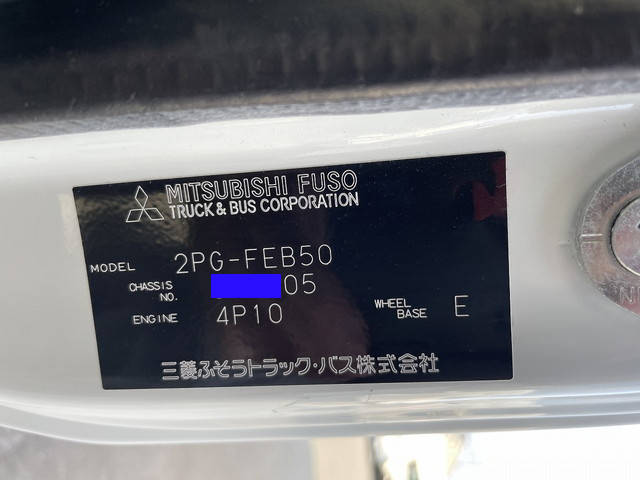 MITSUBISHI FUSO
TRUCK & BUS CORPORATION
MODEL 2PG-FEB50
CHASSIS NO. 05
ENGINE 4P10 WHEEL BASE E
三菱ふそうトラック・バス株式会社